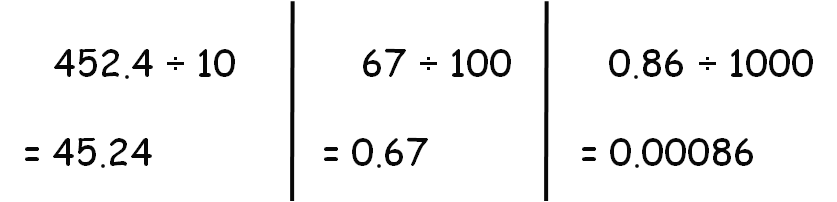 452.4 ÷ 10
= 45.24
67 ÷ 100
= 0.67
0.86 ÷ 1000
= 0.00086